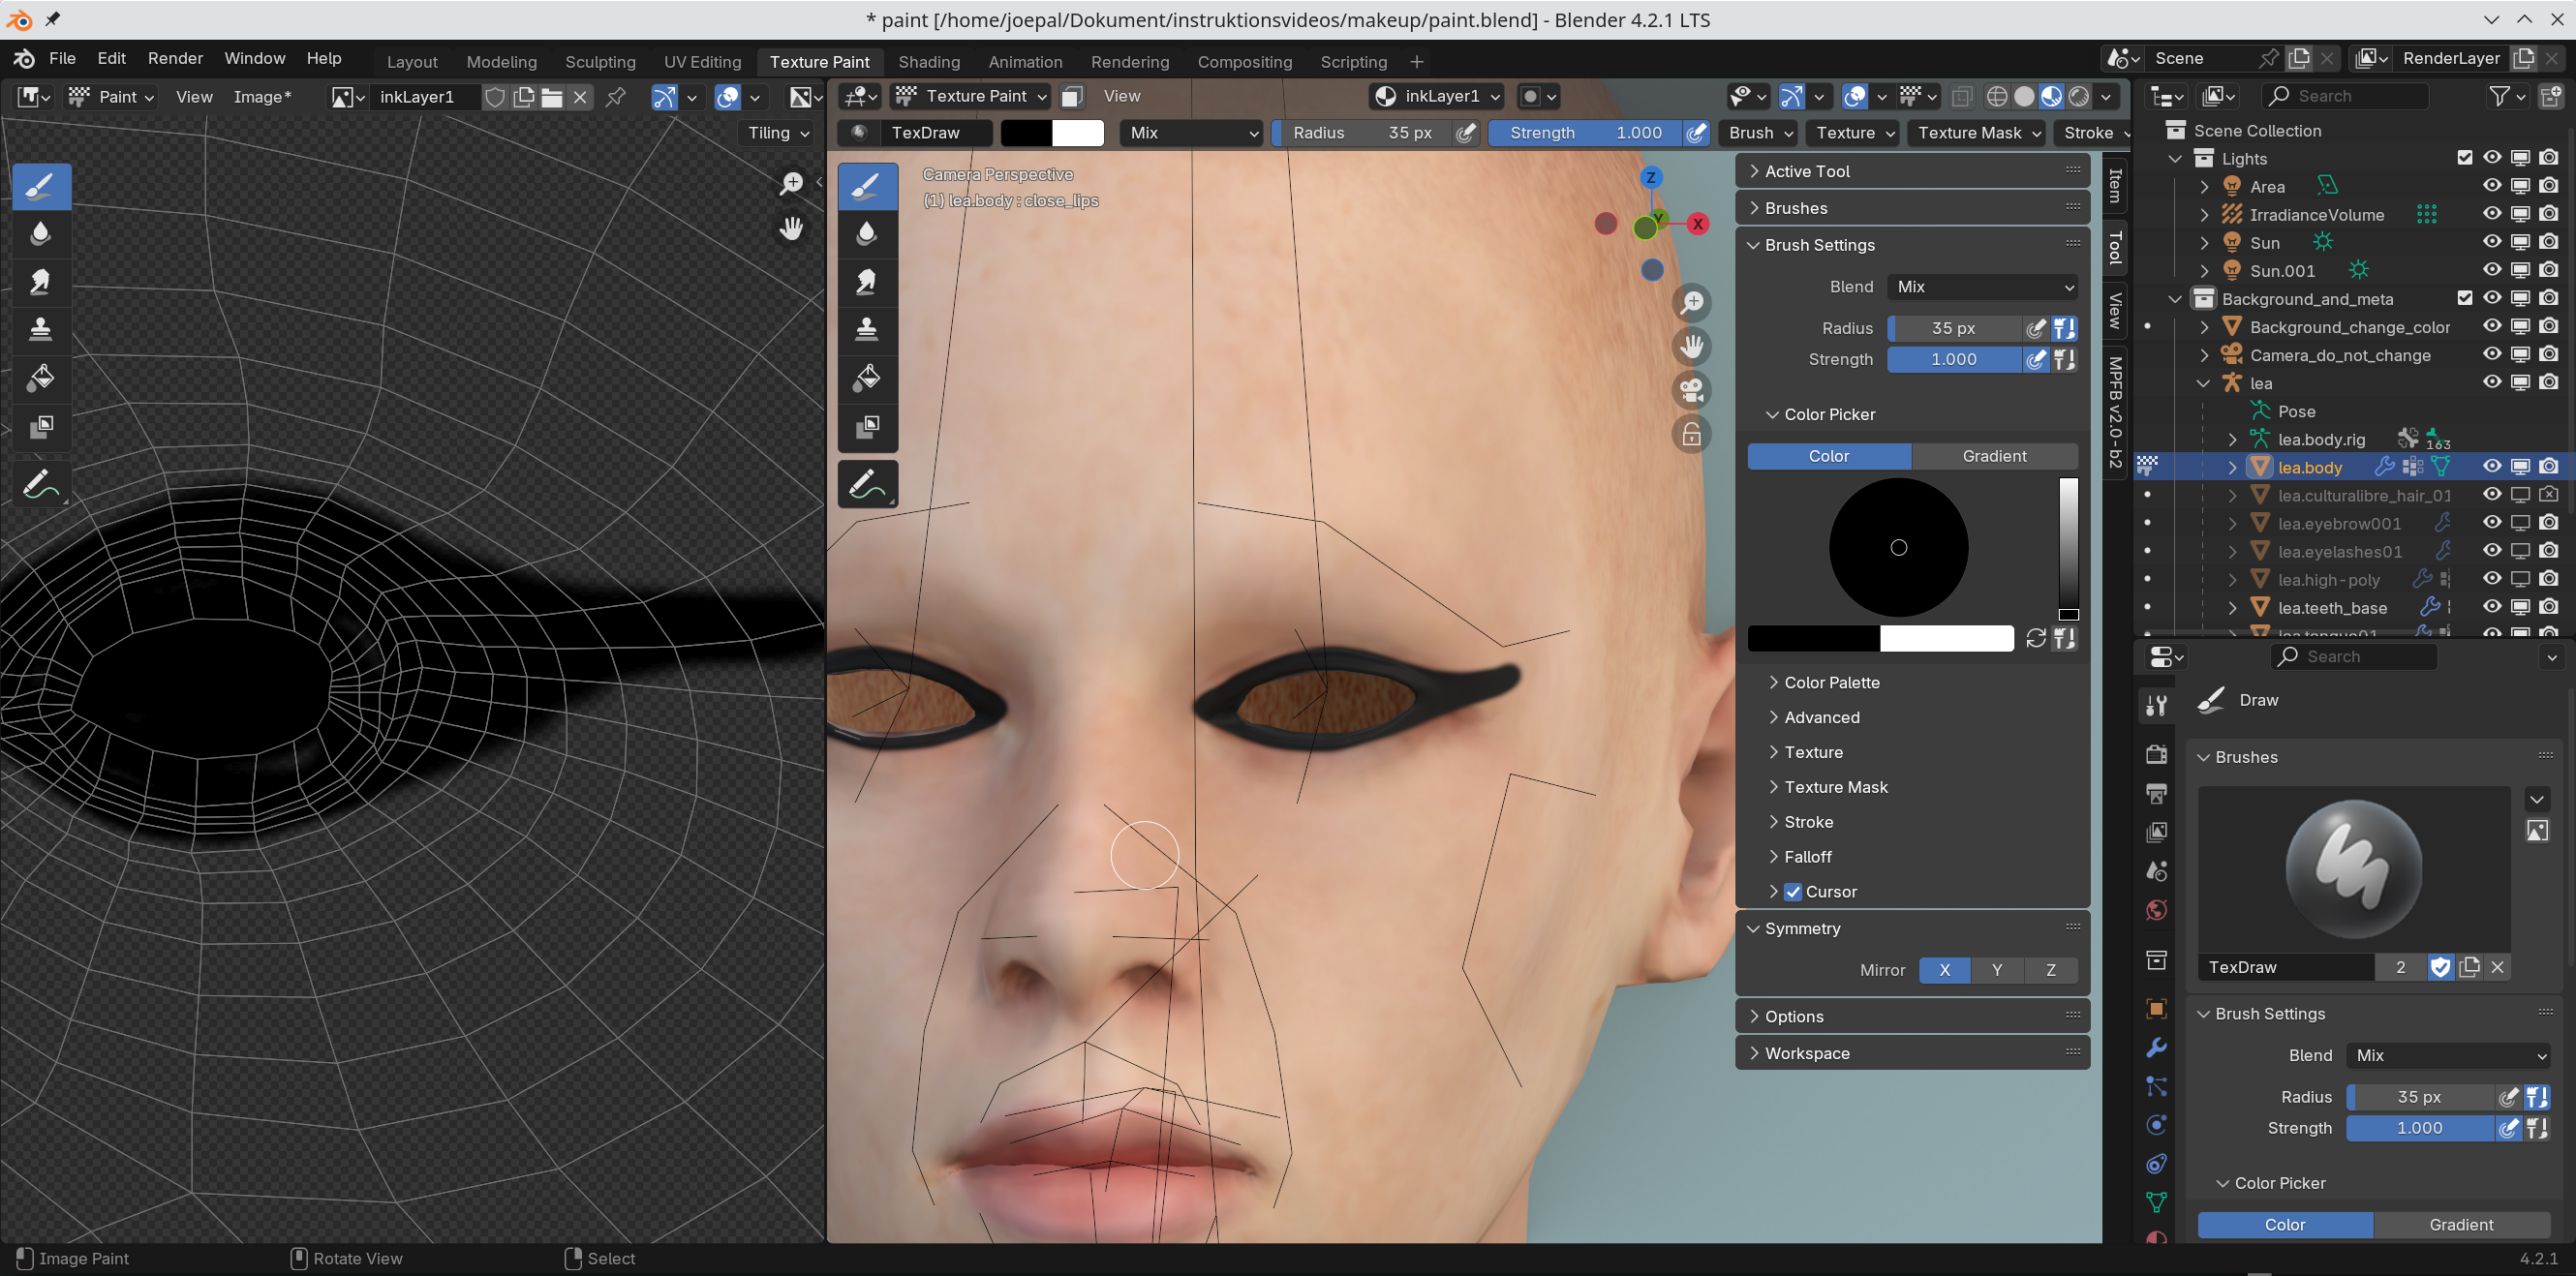 * paint [/home/joepal/Dokument/instruktionsvideos/makeup/paint.blend] - Blender 4.2.1 LTS
File Edit Render Window Help Layout Modeling Sculpting UV Editing Texture Paint Shading Animation Rendering Compositing Scripting + Scene RenderLayer
Paint View Image* inkLayer1
Tiling
Texture Paint View inkLayer1
TexDraw Mix Radius 35 px Strength 1.000 Brush Texture Texture Mask Stroke
Camera Perspective
(1) lea.body : close_lips
Z
Y
X
Active Tool
Brushes
Brush Settings
Blend Mix
Radius 35 px
Strength 1.000
Color Picker
Color Gradient
Color Palette
Advanced
Texture
Texture Mask
Stroke
Falloff
Cursor
Symmetry
Mirror X Y Z
Options
Workspace
Item
Tool
View
MPFB v2.0-b2
Search
Scene Collection
Lights
Area
IrradianceVolume
Sun
Sun.001
Background_and_meta
Background_change_color
Camera_do_not_change
lea
Pose
lea.body.rig 163
lea.body
lea.culturalibre_hair_01
lea.eyebrow001
lea.eyelashes01
lea.high-poly
lea.teeth_base
Search
Draw
Brushes
TexDraw 2
Brush Settings
Blend Mix
Radius 35 px
Strength 1.000
Color Picker
Color Gradient
Image Paint Rotate View Select 4.2.1